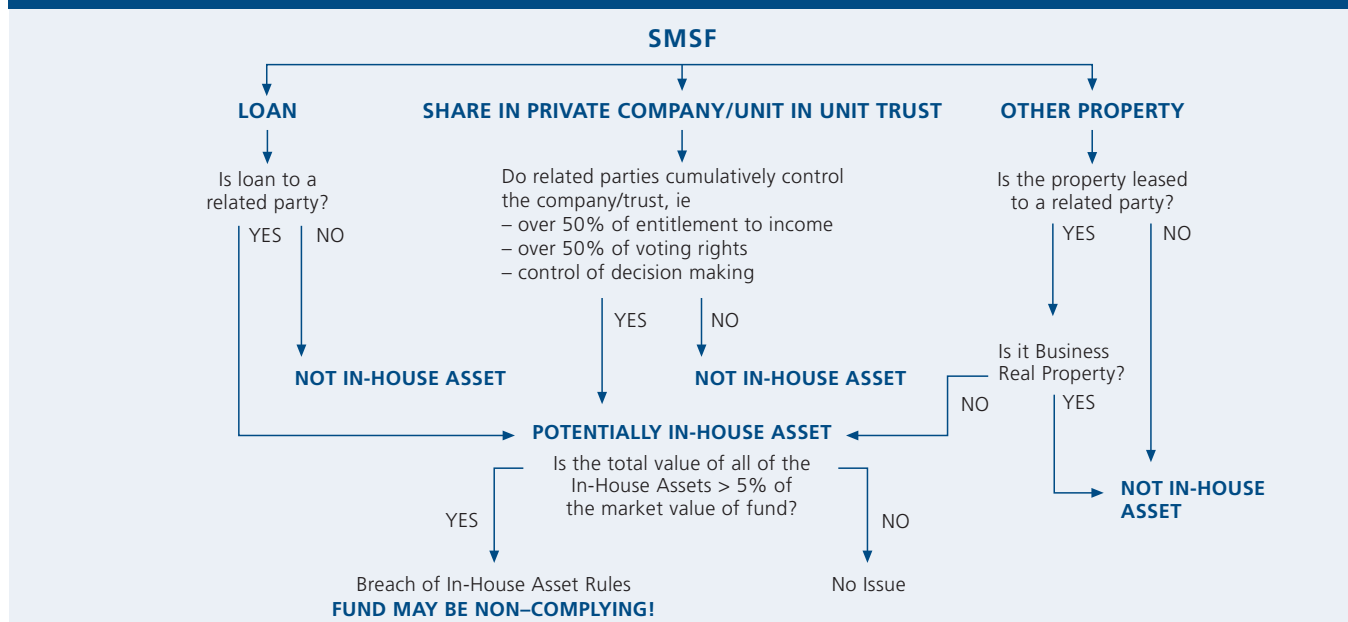 SMSF
LOAN
SHARE IN PRIVATE COMPANY/UNIT IN UNIT TRUST
OTHER PROPERTY
Is loan to a
related party?
YES
NO
NOT IN-HOUSE ASSET
Do related parties cumulatively control
the company/trust, ie
– over 50% of entitlement to income
– over 50% of voting rights
– control of decision making
YES
NO
NOT IN-HOUSE ASSET
Is the property leased
to a related party?
YES
NO
Is it Business
Real Property?
NO
YES
NOT IN-HOUSE
ASSET
POTENTIALLY IN-HOUSE ASSET
Is the total value of all of the
In-House Assets > 5% of
the market value of fund?
YES
NO
Breach of In-House Asset Rules
FUND MAY BE NON–COMPLYING!
No Issue